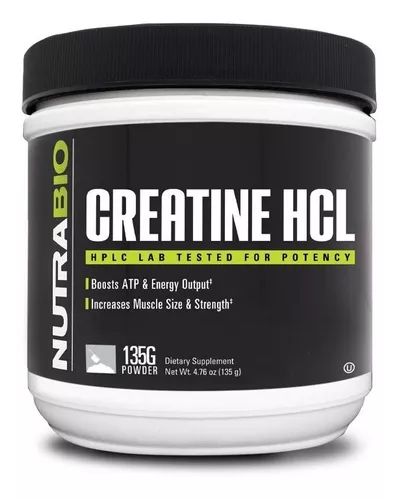 NUTRABIO
CREATINE HCL
HPLC LAB TESTED FOR POTENCY
Boosts ATP & Energy Output‡
Increases Muscle Size & Strength‡
135G
POWDER
Dietary Supplement
Net Wt. 4.76 oz (135 g)
U